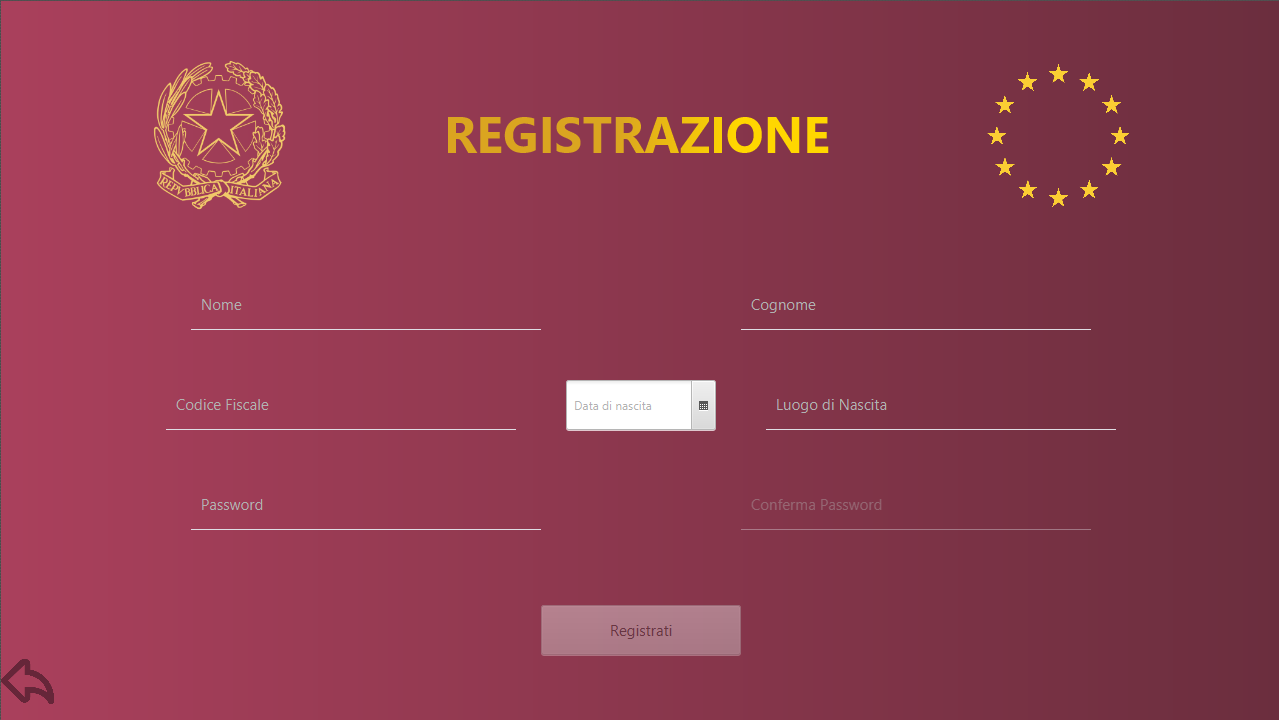 REPVBBLICA ITALIANA
REGISTRAZIONE
Nome
Cognome
Codice Fiscale
Data di nascita
Luogo di Nascita
Password
Conferma Password
Registrati